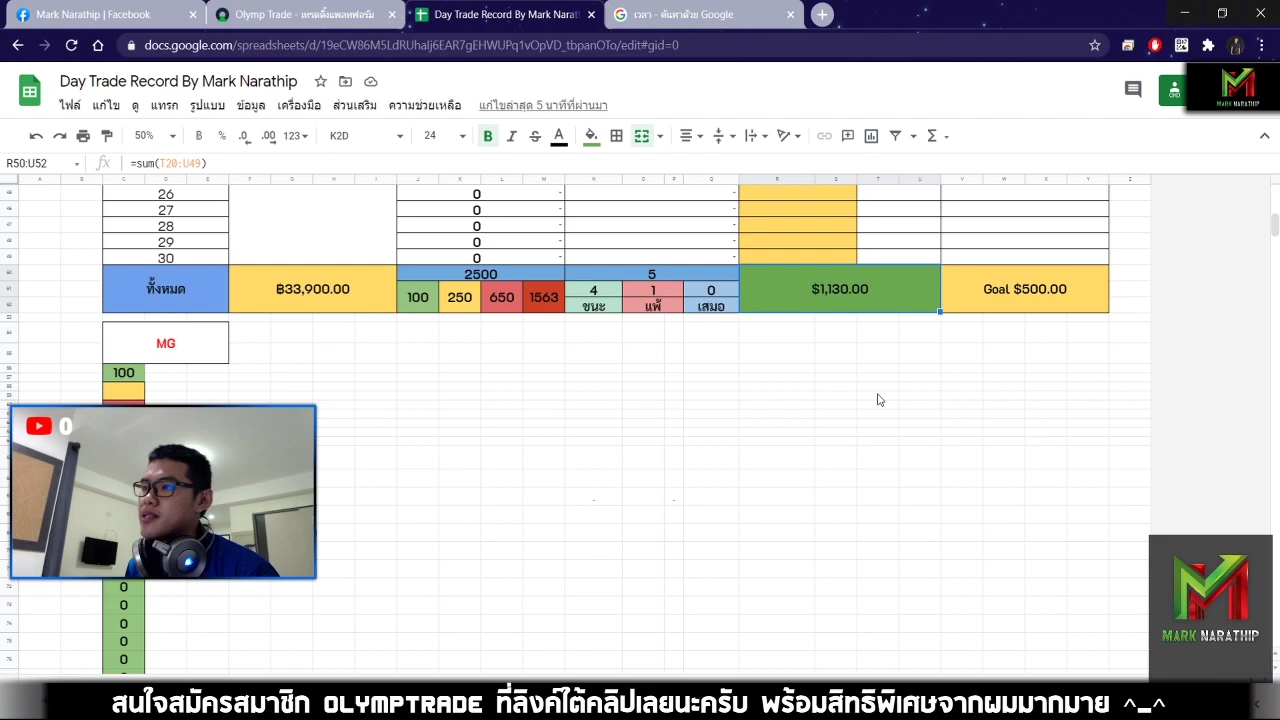 Mark Narathip | Facebook
Olymp Trade - เทรดดิ้งแพลทฟอร์ม
Day Trade Record By Mark Narat
เวลา - ค้นหาด้วย Google
docs.google.com/spreadsheets/d/19eCW86M5LdRUhaIj6EAR7gEHWUPq1vOpVD_tbpanOTo/edit#gid=0
Day Trade Record By Mark Narathip
ไฟล์ แก้ไข ดู แทรก รูปแบบ ข้อมูล เครื่องมือ ส่วนเสริม ความช่วยเหลือ แก้ไขล่าสุด 5 นาทีที่ผ่านมา
MARK NARATHIP
50% % .0 .00 123 K2D 24 B I S A
R50:U52 fx =sum(T20:U49)
26 0 - -
27 0 - -
28 0 - -
29 0 - -
30 0 - -
ทั้งหมด ฿33,900.00 2500 5 $1,130.00 Goal $500.00
100 250 650 1563 4 1 0
ชนะ แพ้ เสมอ
MG
100
0
0
0
0
0
0
MARK NARATHIP
สนใจสมัครสมาชิก OLYMPTRADE ที่ลิงค์ใต้คลิปเลยนะครับ พร้อมสิทธิพิเศษจากผมมากมาย ^_^